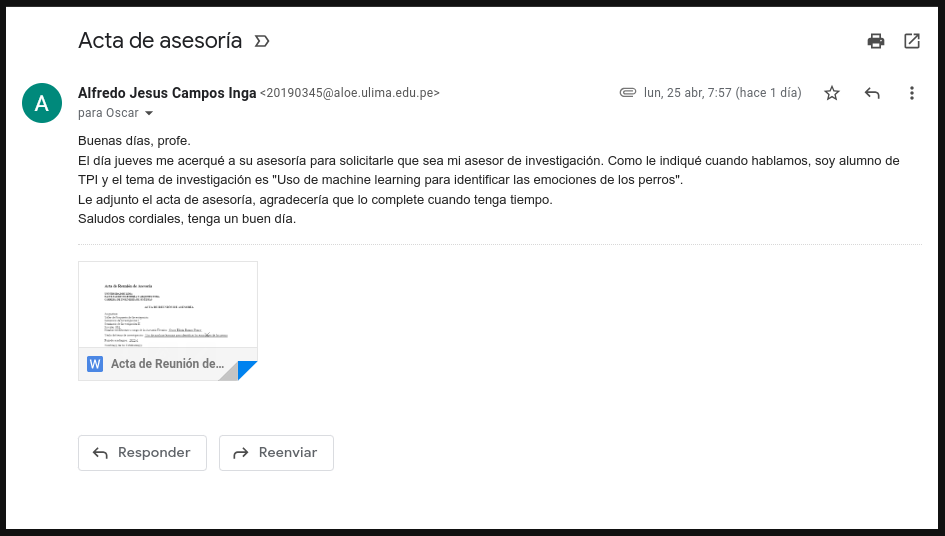 Acta de asesoría
Alfredo Jesus Campos Inga <20190345@aloe.ulima.edu.pe>
lun, 25 abr, 7:57 (hace 1 día)
A
para Oscar
Buenas días, profe.
El día jueves me acerqué a su asesoría para solicitarle que sea mi asesor de investigación. Como le indiqué cuando hablamos, soy alumno de
TPI y el tema de investigación es "Uso de machine learning para identificar las emociones de los perros".
Le adjunto el acta de asesoría, agradecería que lo complete cuando tenga tiempo.
Saludos cordiales, tenga un buen día.
Acta de Reunión de Asesoría
W
Acta de Reunión de...
Responder
Reenviar